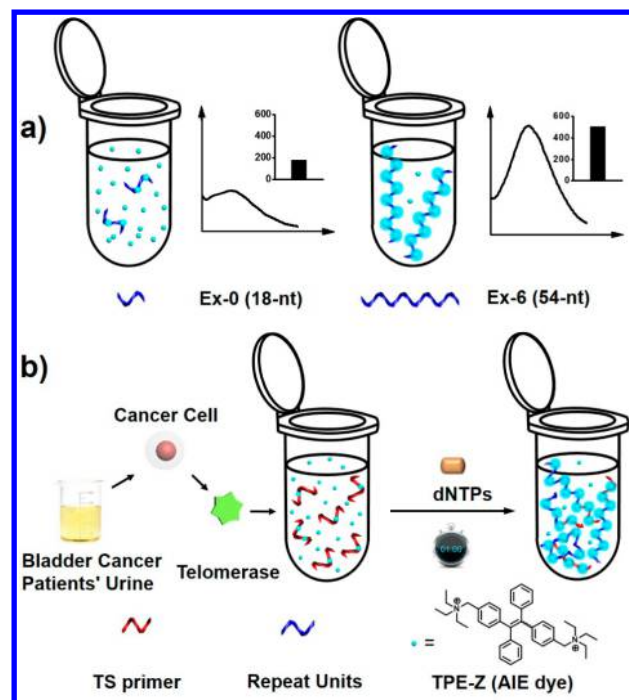 a)
600
400
200
0
600
400
200
0
Ex-0 (18-nt)
Ex-6 (54-nt)
b)
Cancer Cell
dNTPs
01:00
Bladder Cancer
Patients' Urine
Telomerase
N
N
⊕
⊕
=
TS primer
Repeat Units
TPE-Z (AIE dye)